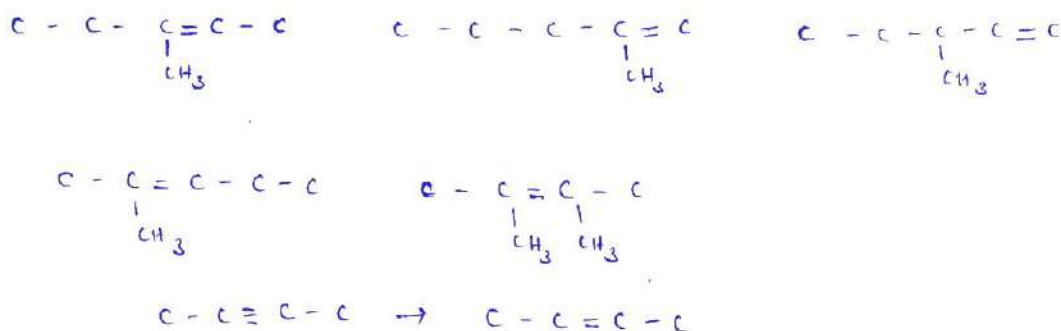 C - C - C = C - C    C - C - C - C = C    C - C - C - C = C
CH3    CH3    CH3
C - C = C - C - C    C - C = C - C
CH3    CH3 CH3
C - C ≡ C - C → C - C = C - C